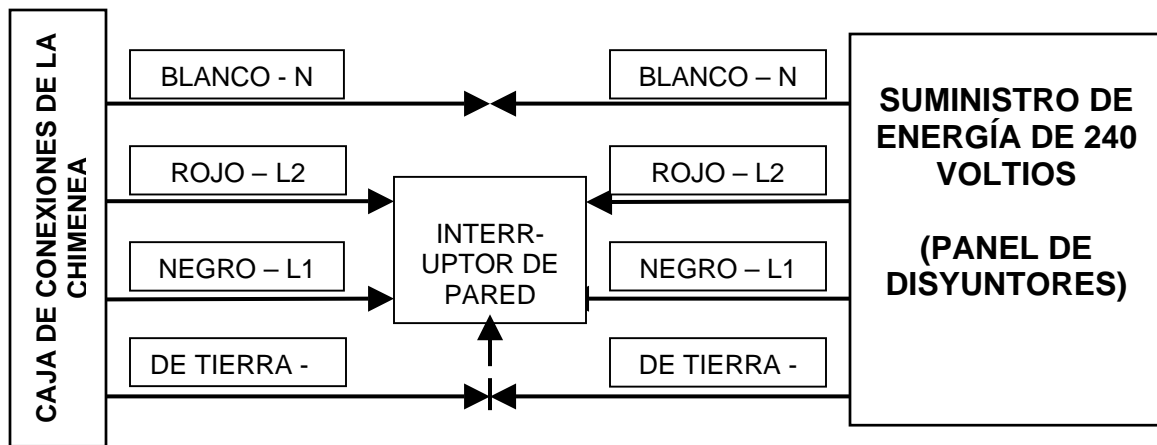 CAJA DE CONEXIONES DE LA
CHIMENEA
BLANCO - N
ROJO – L2
NEGRO – L1
DE TIERRA -
INTERR-
UPTOR DE
PARED
BLANCO – N
ROJO – L2
NEGRO – L1
DE TIERRA -
SUMINISTRO DE
ENERGÍA DE 240
VOLTIOS
(PANEL DE
DISYUNTORES)